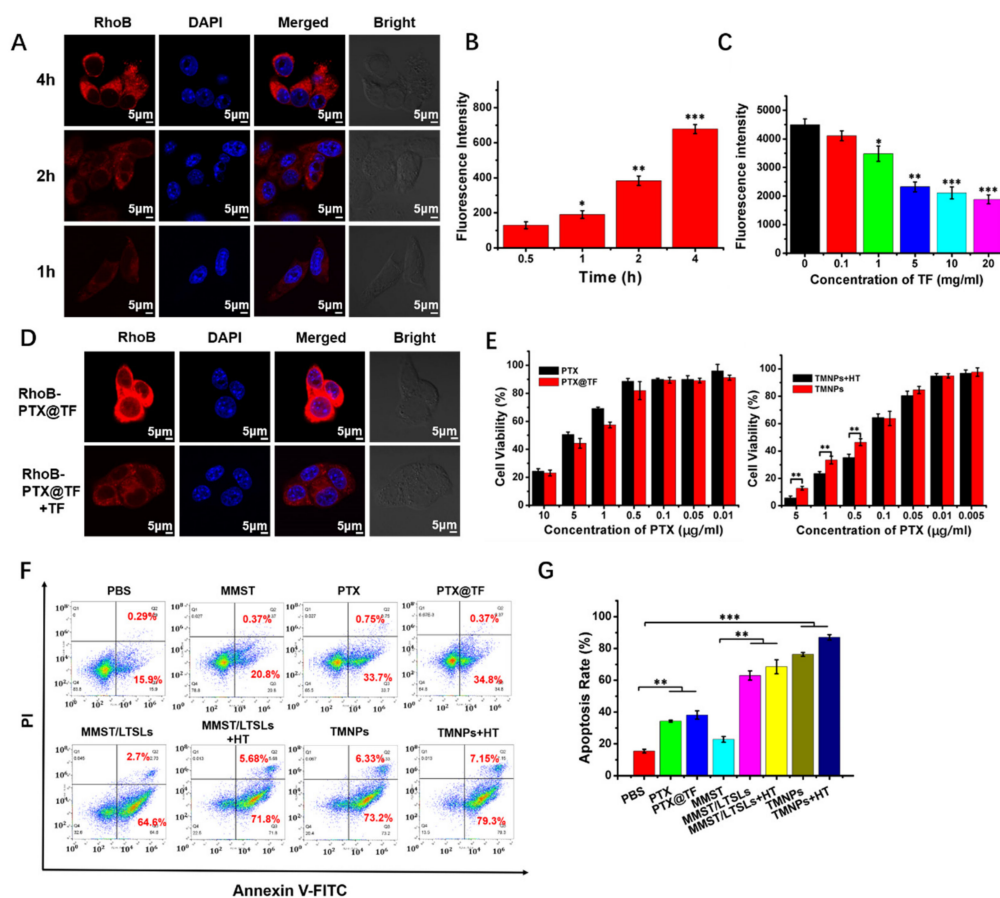 A
RhoB DAPI Merged Bright
4h
5μm 5μm 5μm 5μm
2h
5μm 5μm 5μm 5μm
1h
5μm 5μm 5μm 5μm
B
Fluorescence Intensity
800
600
400
200
0
* ** ***
0.5 1 2 4
Time (h)
C
Fluorescence intensity
5000
4000
3000
2000
1000
0
* ** *** ***
0 0.1 1 5 10 20
Concentration of TF (mg/ml)
D
RhoB DAPI Merged Bright
RhoB-
PTX@TF
5μm 5μm 5μm 5μm
RhoB-
PTX@TF
+TF
5μm 5μm 5μm 5μm
E
Cell Viability (%)
100
80
60
40
20
0
PTX
PTX@TF
10 5 1 0.5 0.1 0.05 0.01
Concentration of PTX (μg/ml)
Cell Viability (%)
100
80
60
40
20
0
TMNPs+HT
TMNPs
** ** **
5 1 0.5 0.1 0.05 0.01 0.005
Concentration of PTX (μg/ml)
F
PI
PBS MMST PTX PTX@TF
0.29% 0.37% 0.75% 0.37%
15.9% 20.8% 33.7% 34.8%
MMST/LTSLs MMST/LTSLs
+HT TMNPs TMNPs+HT
2.7% 5.68% 6.33% 7.15%
64.6% 71.8% 73.2% 79.3%
Annexin V-FITC
G
Apoptosis Rate (%)
100
80
60
40
20
0
***
**
**
PBS PTX PTX@TF MMST MMST/LTSLs MMST/LTSLs+HT TMNPs TMNPs+HT